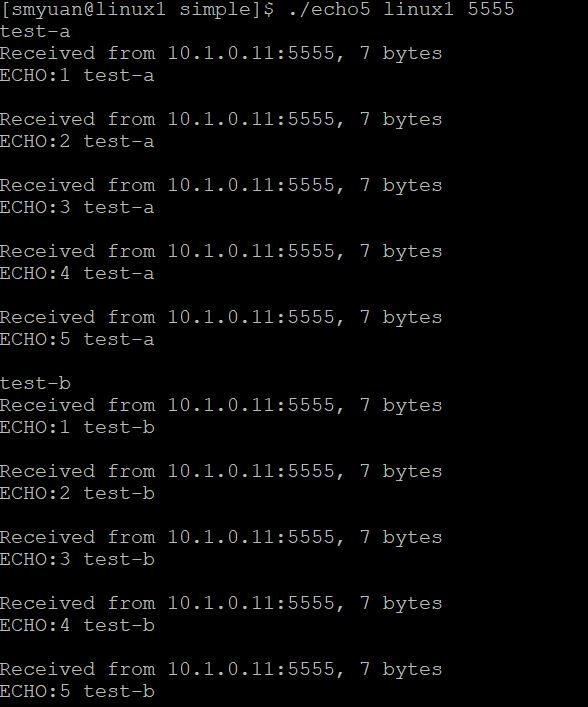 [smyuan@linux1 simple]$ ./echo5 linux1 5555
test-a
Received from 10.1.0.11:5555, 7 bytes
ECHO:1 test-a
Received from 10.1.0.11:5555, 7 bytes
ECHO:2 test-a
Received from 10.1.0.11:5555, 7 bytes
ECHO:3 test-a
Received from 10.1.0.11:5555, 7 bytes
ECHO:4 test-a
Received from 10.1.0.11:5555, 7 bytes
ECHO:5 test-a
test-b
Received from 10.1.0.11:5555, 7 bytes
ECHO:1 test-b
Received from 10.1.0.11:5555, 7 bytes
ECHO:2 test-b
Received from 10.1.0.11:5555, 7 bytes
ECHO:3 test-b
Received from 10.1.0.11:5555, 7 bytes
ECHO:4 test-b
Received from 10.1.0.11:5555, 7 bytes
ECHO:5 test-b